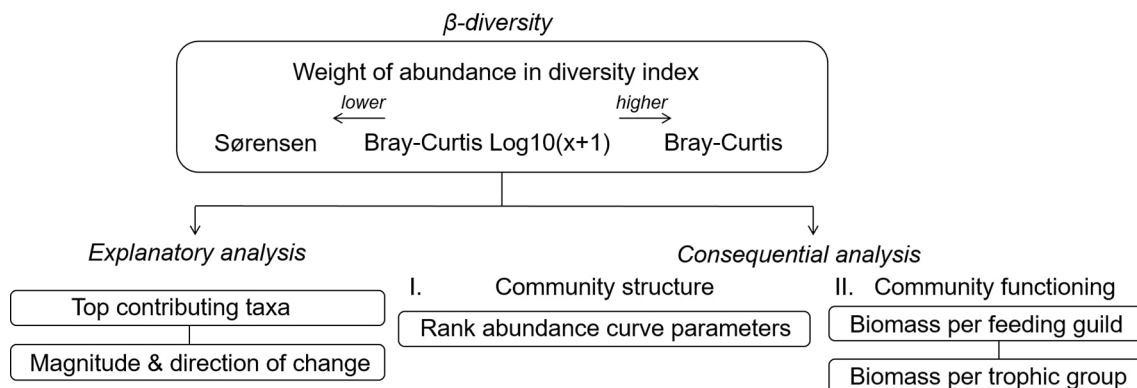 β-diversity
Weight of abundance in diversity index
lower
higher
Sørensen
Bray-Curtis Log10(x+1)
Bray-Curtis
Explanatory analysis
Consequential analysis
Top contributing taxa
Magnitude & direction of change
I. Community structure
Rank abundance curve parameters
II. Community functioning
Biomass per feeding guild
Biomass per trophic group